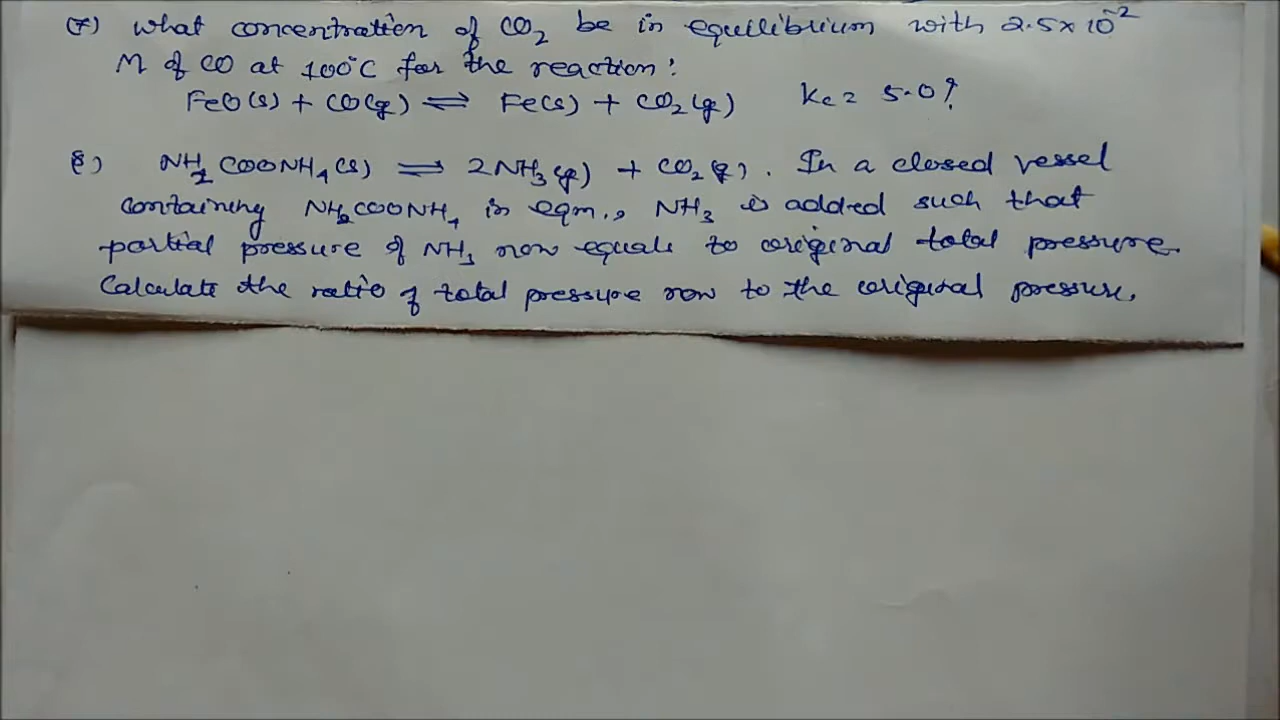 (7) what concentration of CO₂ be in equilibrium with 2.5 × 10⁻²
M of CO at 100°C for the reaction:
FeO(s) + CO(g) ⇌ Fe(s) + CO₂(g) Kc = 5.0?
8) NH₂COONH₄(s) ⇌ 2NH₃(g) + CO₂(g). In a closed vessel
containing NH₂COONH₄ in eqm., NH₃ is added such that
partial pressure of NH₃ now equals to original total pressure.
Calculate the ratio of total pressure now to the original pressure.